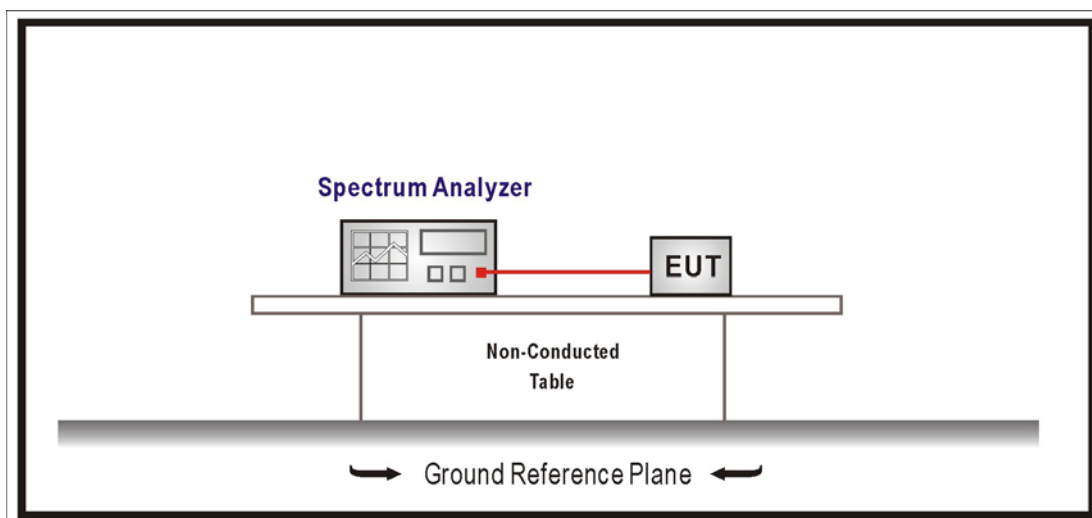 Spectrum Analyzer
EUT
Non-Conducted
Table
Ground Reference Plane